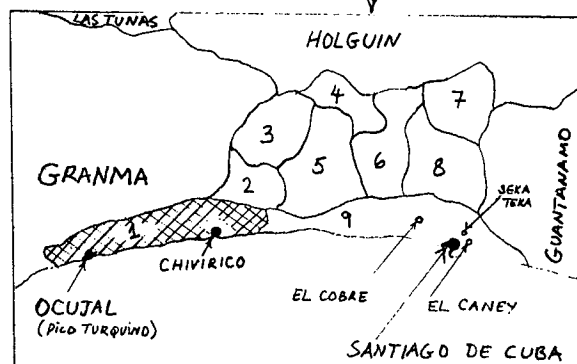 LAS TUNAS
HOLGUIN
4
7
3
GRANMA
5
6
8
2
GUANTANAMO
SEKA
TEKA
1
9
CHIVIRICO
OCUJAL
(PICO TURQUINO)
EL COBRE
EL CANEY
SANTIAGO DE CUBA